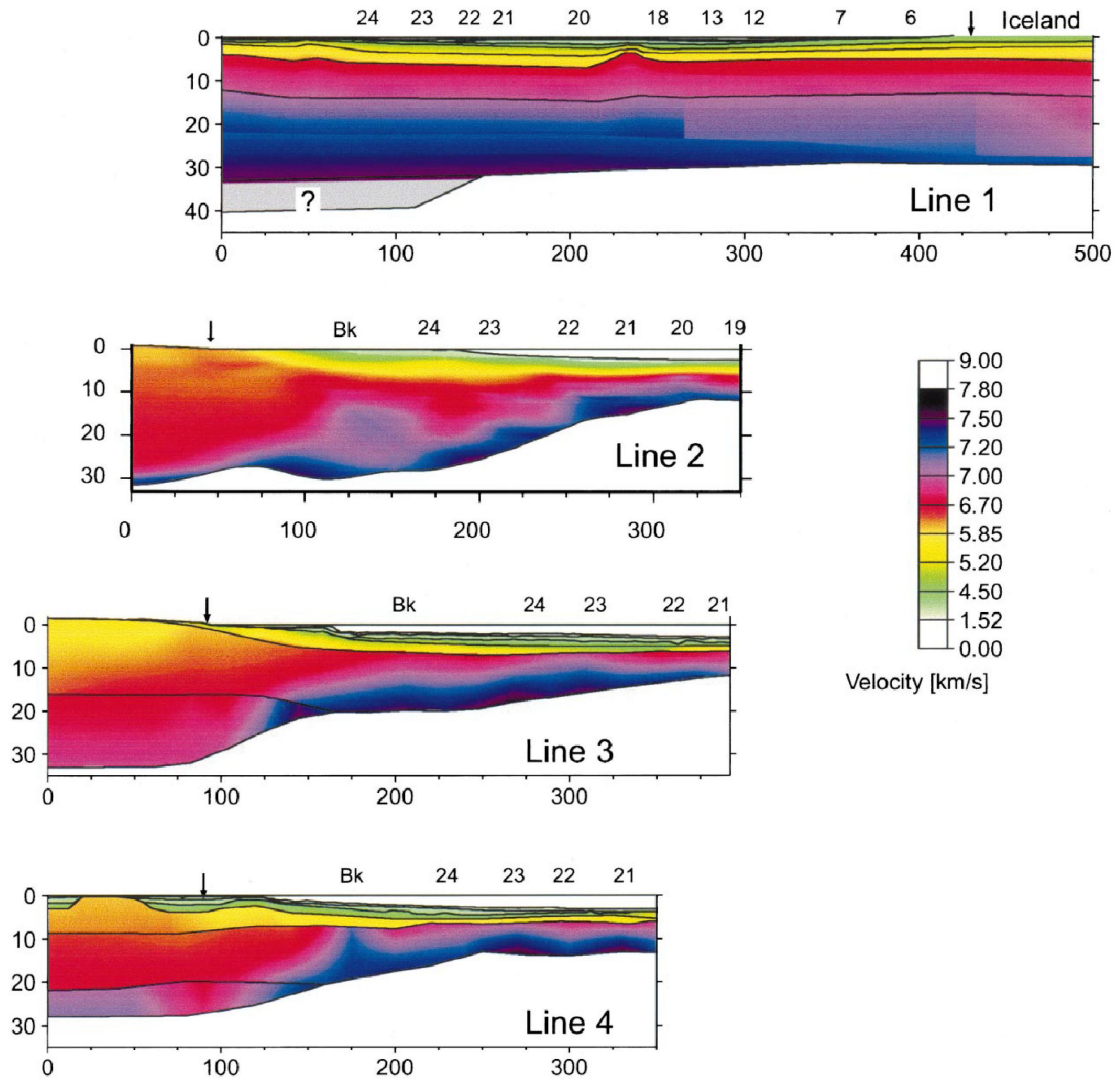 24 23 22 21 20 18 13 12 7 6 Iceland
0
10
20
30
40
?
Line 1
0 100 200 300 400 500
Bk 24 23 22 21 20 19
0
10
20
30
Line 2
0 100 200 300
9.00
7.80
7.50
7.20
7.00
6.70
5.85
5.20
4.50
1.52
0.00
Velocity [km/s]
Bk 24 23 22 21
0
10
20
30
Line 3
0 100 200 300
Bk 24 23 22 21
0
10
20
30
Line 4
0 100 200 300